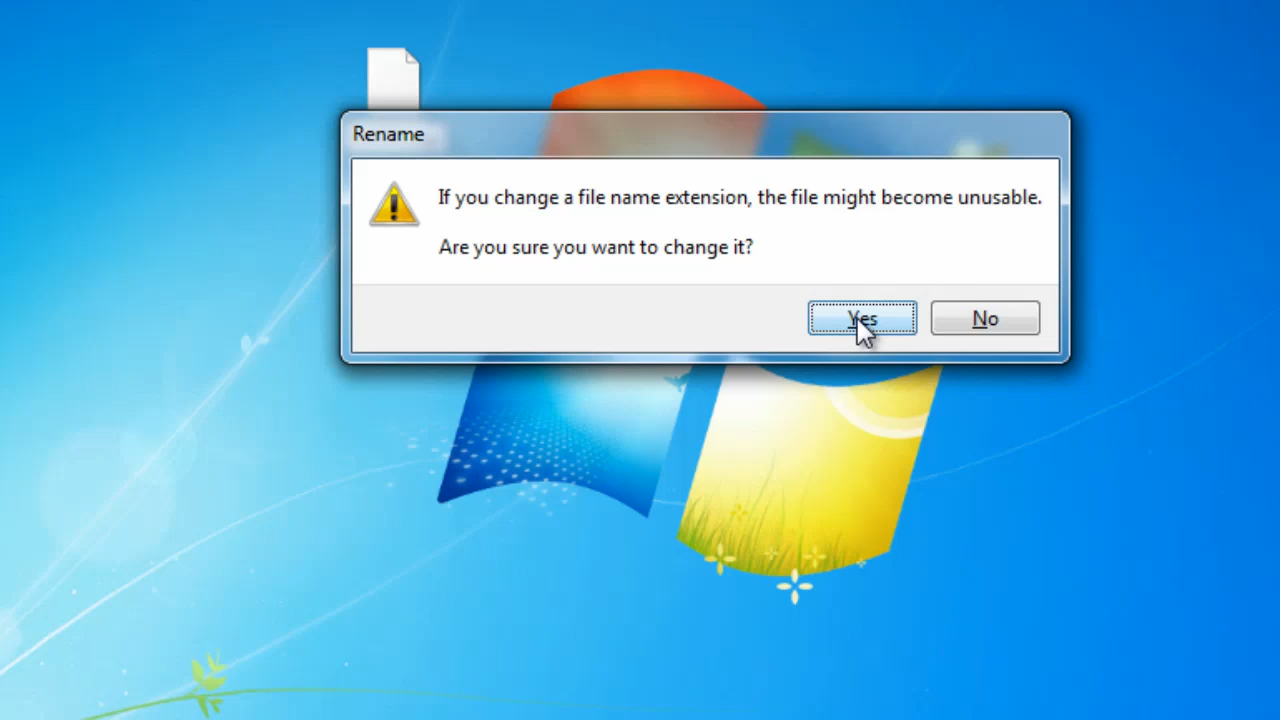 Rename
If you change a file name extension, the file might become unusable.
Are you sure you want to change it?
Yes
No